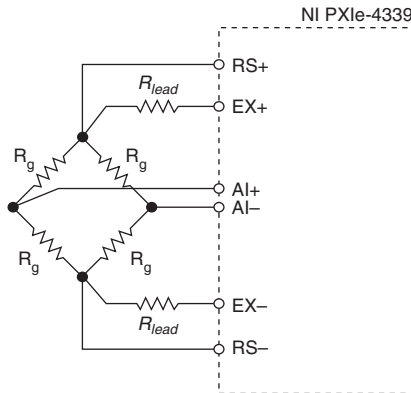 NI PXIe-4339
RS+
R_lead
EX+
R_g
R_g
AI+
AI–
R_g
R_g
EX–
R_lead
RS–